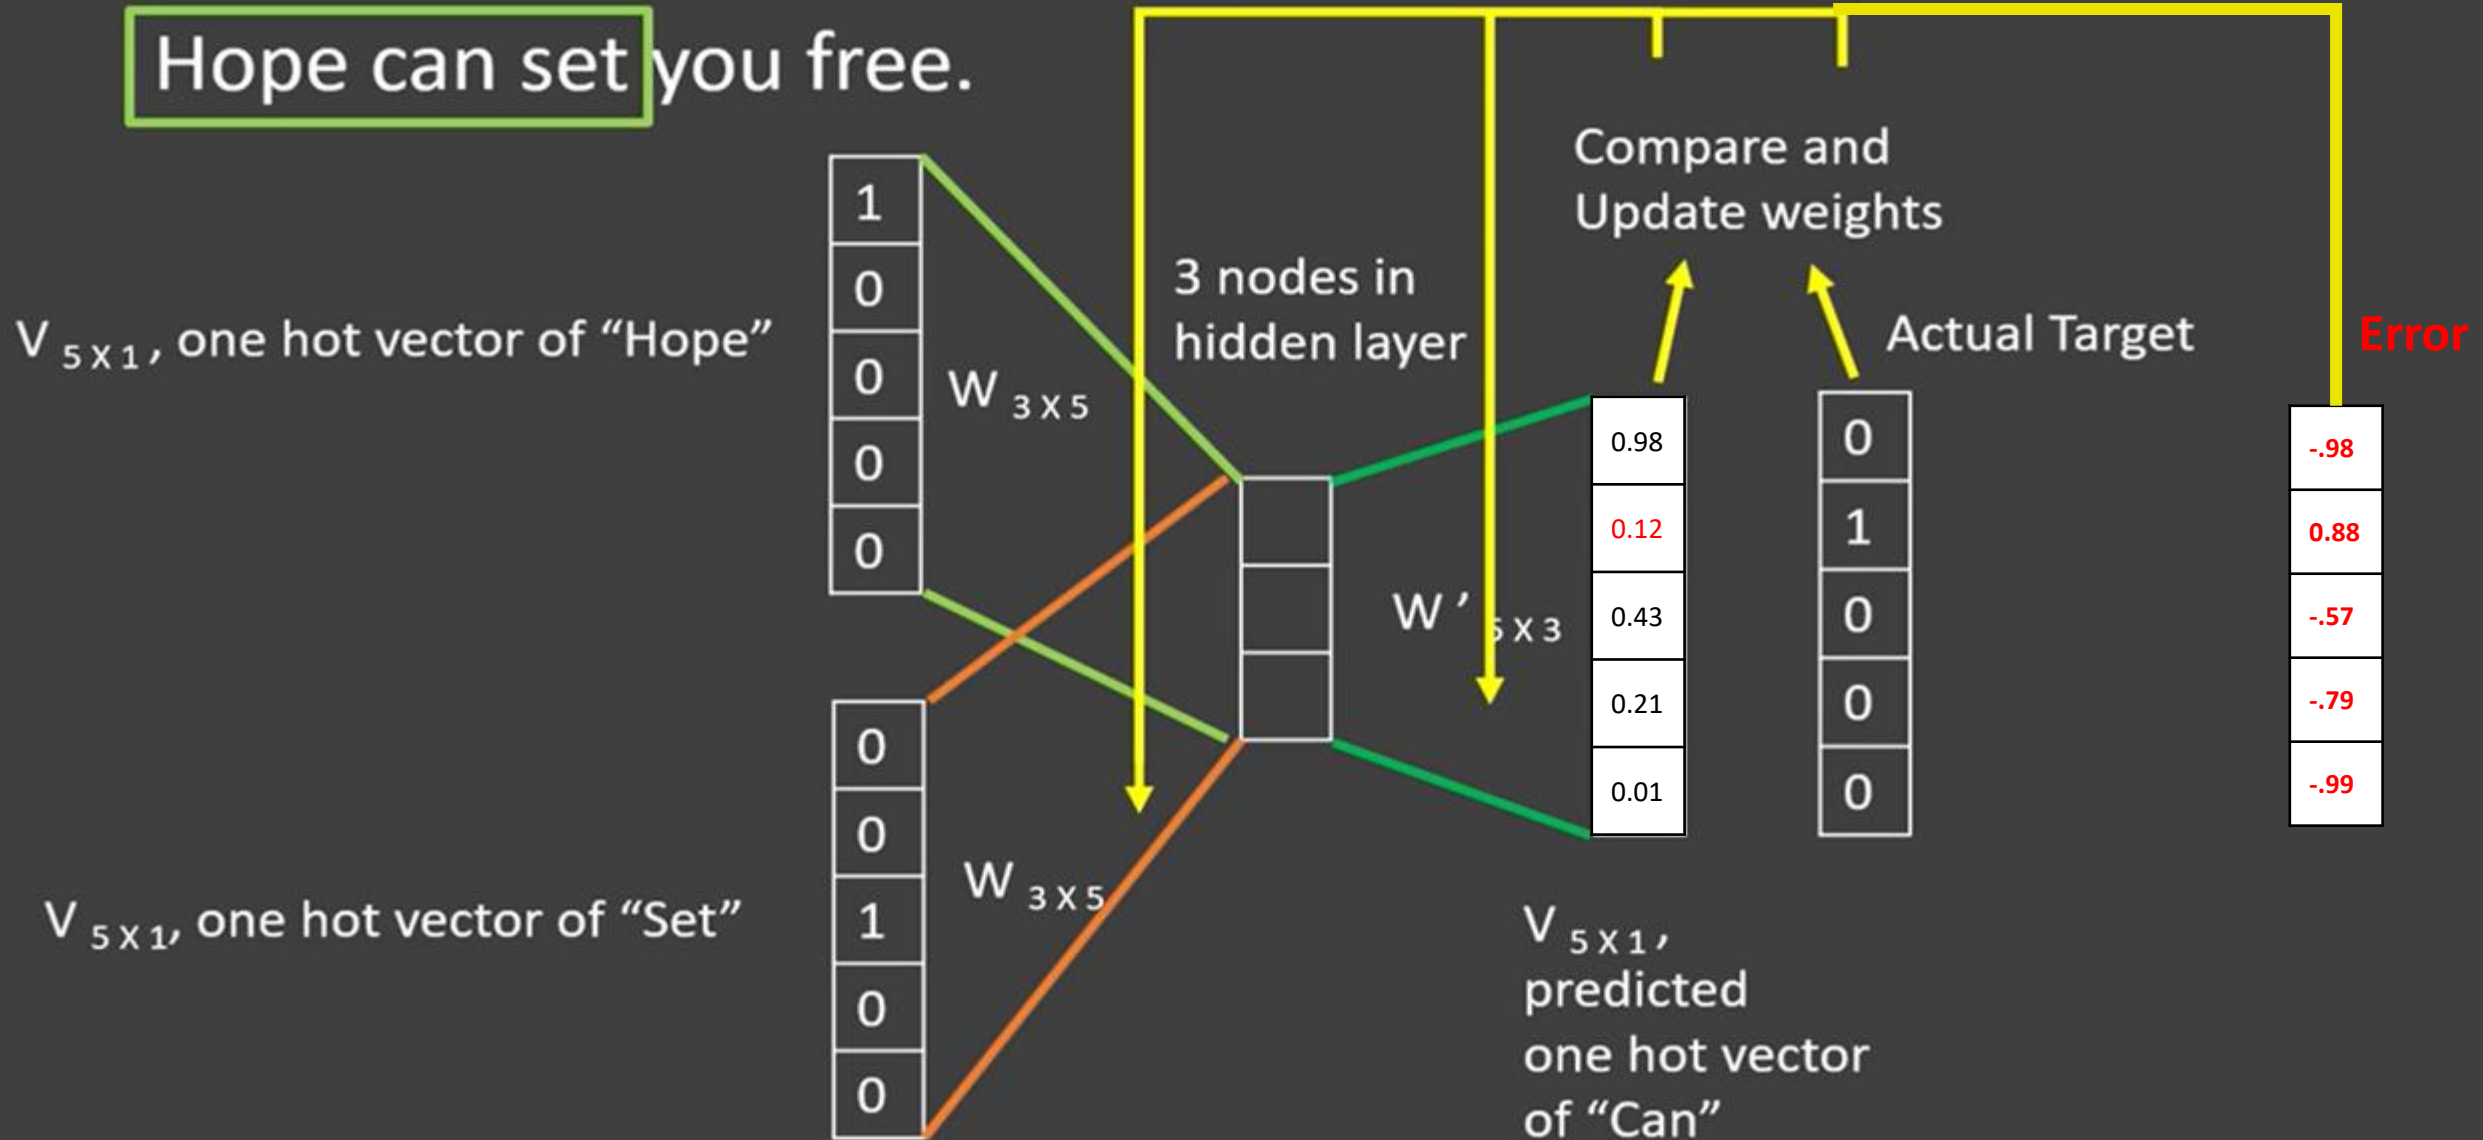 Hope can set you free.
V 5 X 1, one hot vector of “Hope”
1
0
0
0
0
W 3 X 5
3 nodes in
hidden layer
Compare and
Update weights
Actual Target
Error
V 5 X 1, one hot vector of “Set”
0
0
1
0
0
W 3 X 5
W ’ 5 X 3
0.98
0.12
0.43
0.21
0.01
0
1
0
0
0
-.98
0.88
-.57
-.79
-.99
V 5 X 1,
predicted
one hot vector
of “Can”